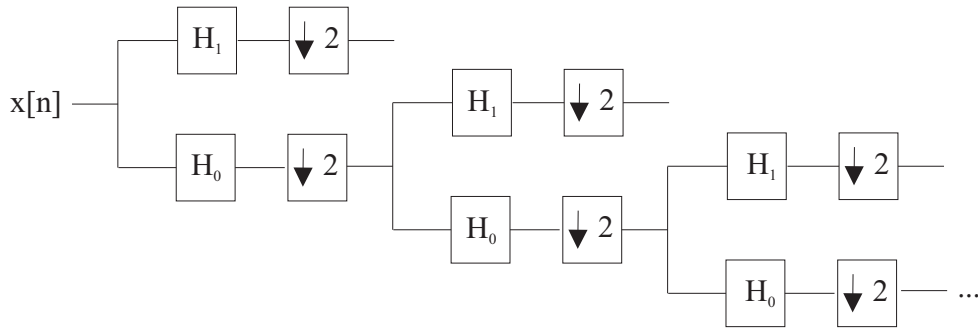 H₁ ↓ 2
H₁ ↓ 2
x[n]
H₀ ↓ 2
H₁ ↓ 2
H₀ ↓ 2
H₀ ↓ 2 ...